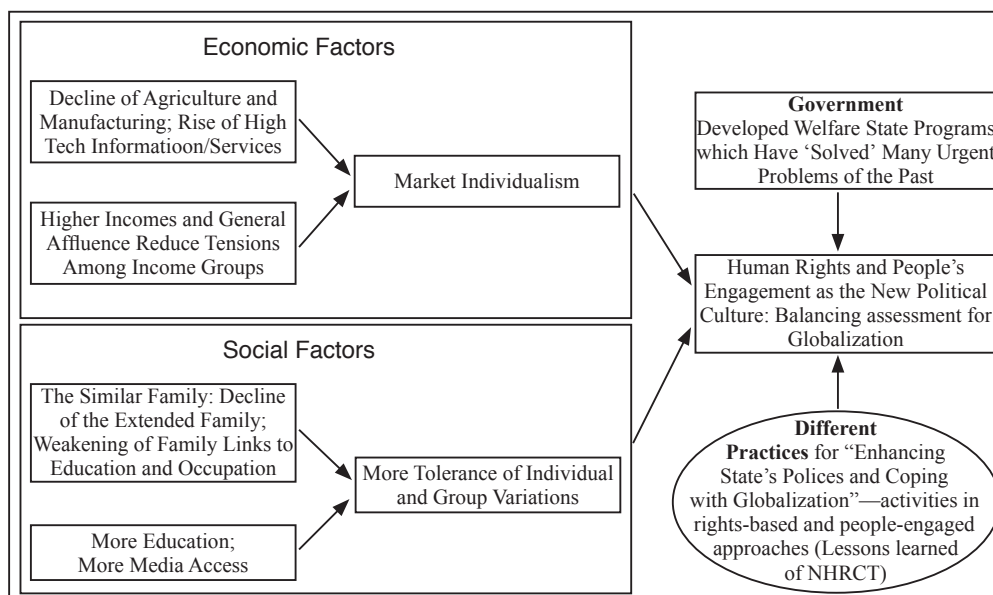 Economic Factors
Decline of Agriculture and
Manufacturing; Rise of High
Tech Informatioon/Services
Market Individualism
Higher Incomes and General
Affluence Reduce Tensions
Among Income Groups
Social Factors
The Similar Family: Decline
of the Extended Family;
Weakening of Family Links to
Education and Occupation
More Tolerance of Individual
and Group Variations
More Education;
More Media Access
Government
Developed Welfare State Programs
which Have ‘Solved’ Many Urgent
Problems of the Past
Human Rights and People’s
Engagement as the New Political
Culture: Balancing assessment for
Globalization
Different
Practices for “Enhancing
State’s Polices and Coping
with Globalization”—activities in
rights-based and people-engaged
approaches (Lessons learned
of NHRCT)